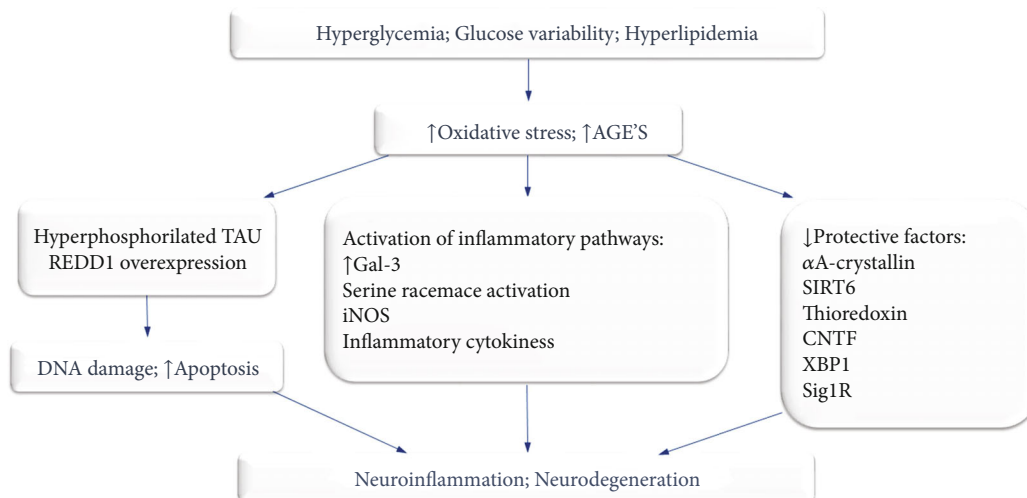 Hyperglycemia; Glucose variability; Hyperlipidemia
↑Oxidative stress; ↑AGE'S
Hyperphosphorilated TAU
REDD1 overexpression
DNA damage; ↑Apoptosis
Activation of inflammatory pathways:
↑Gal-3
Serine racemace activation
iNOS
Inflammatory cytokiness
↓Protective factors:
αA-crystallin
SIRT6
Thioredoxin
CNTF
XBP1
Sig1R
Neuroinflammation; Neurodegeneration